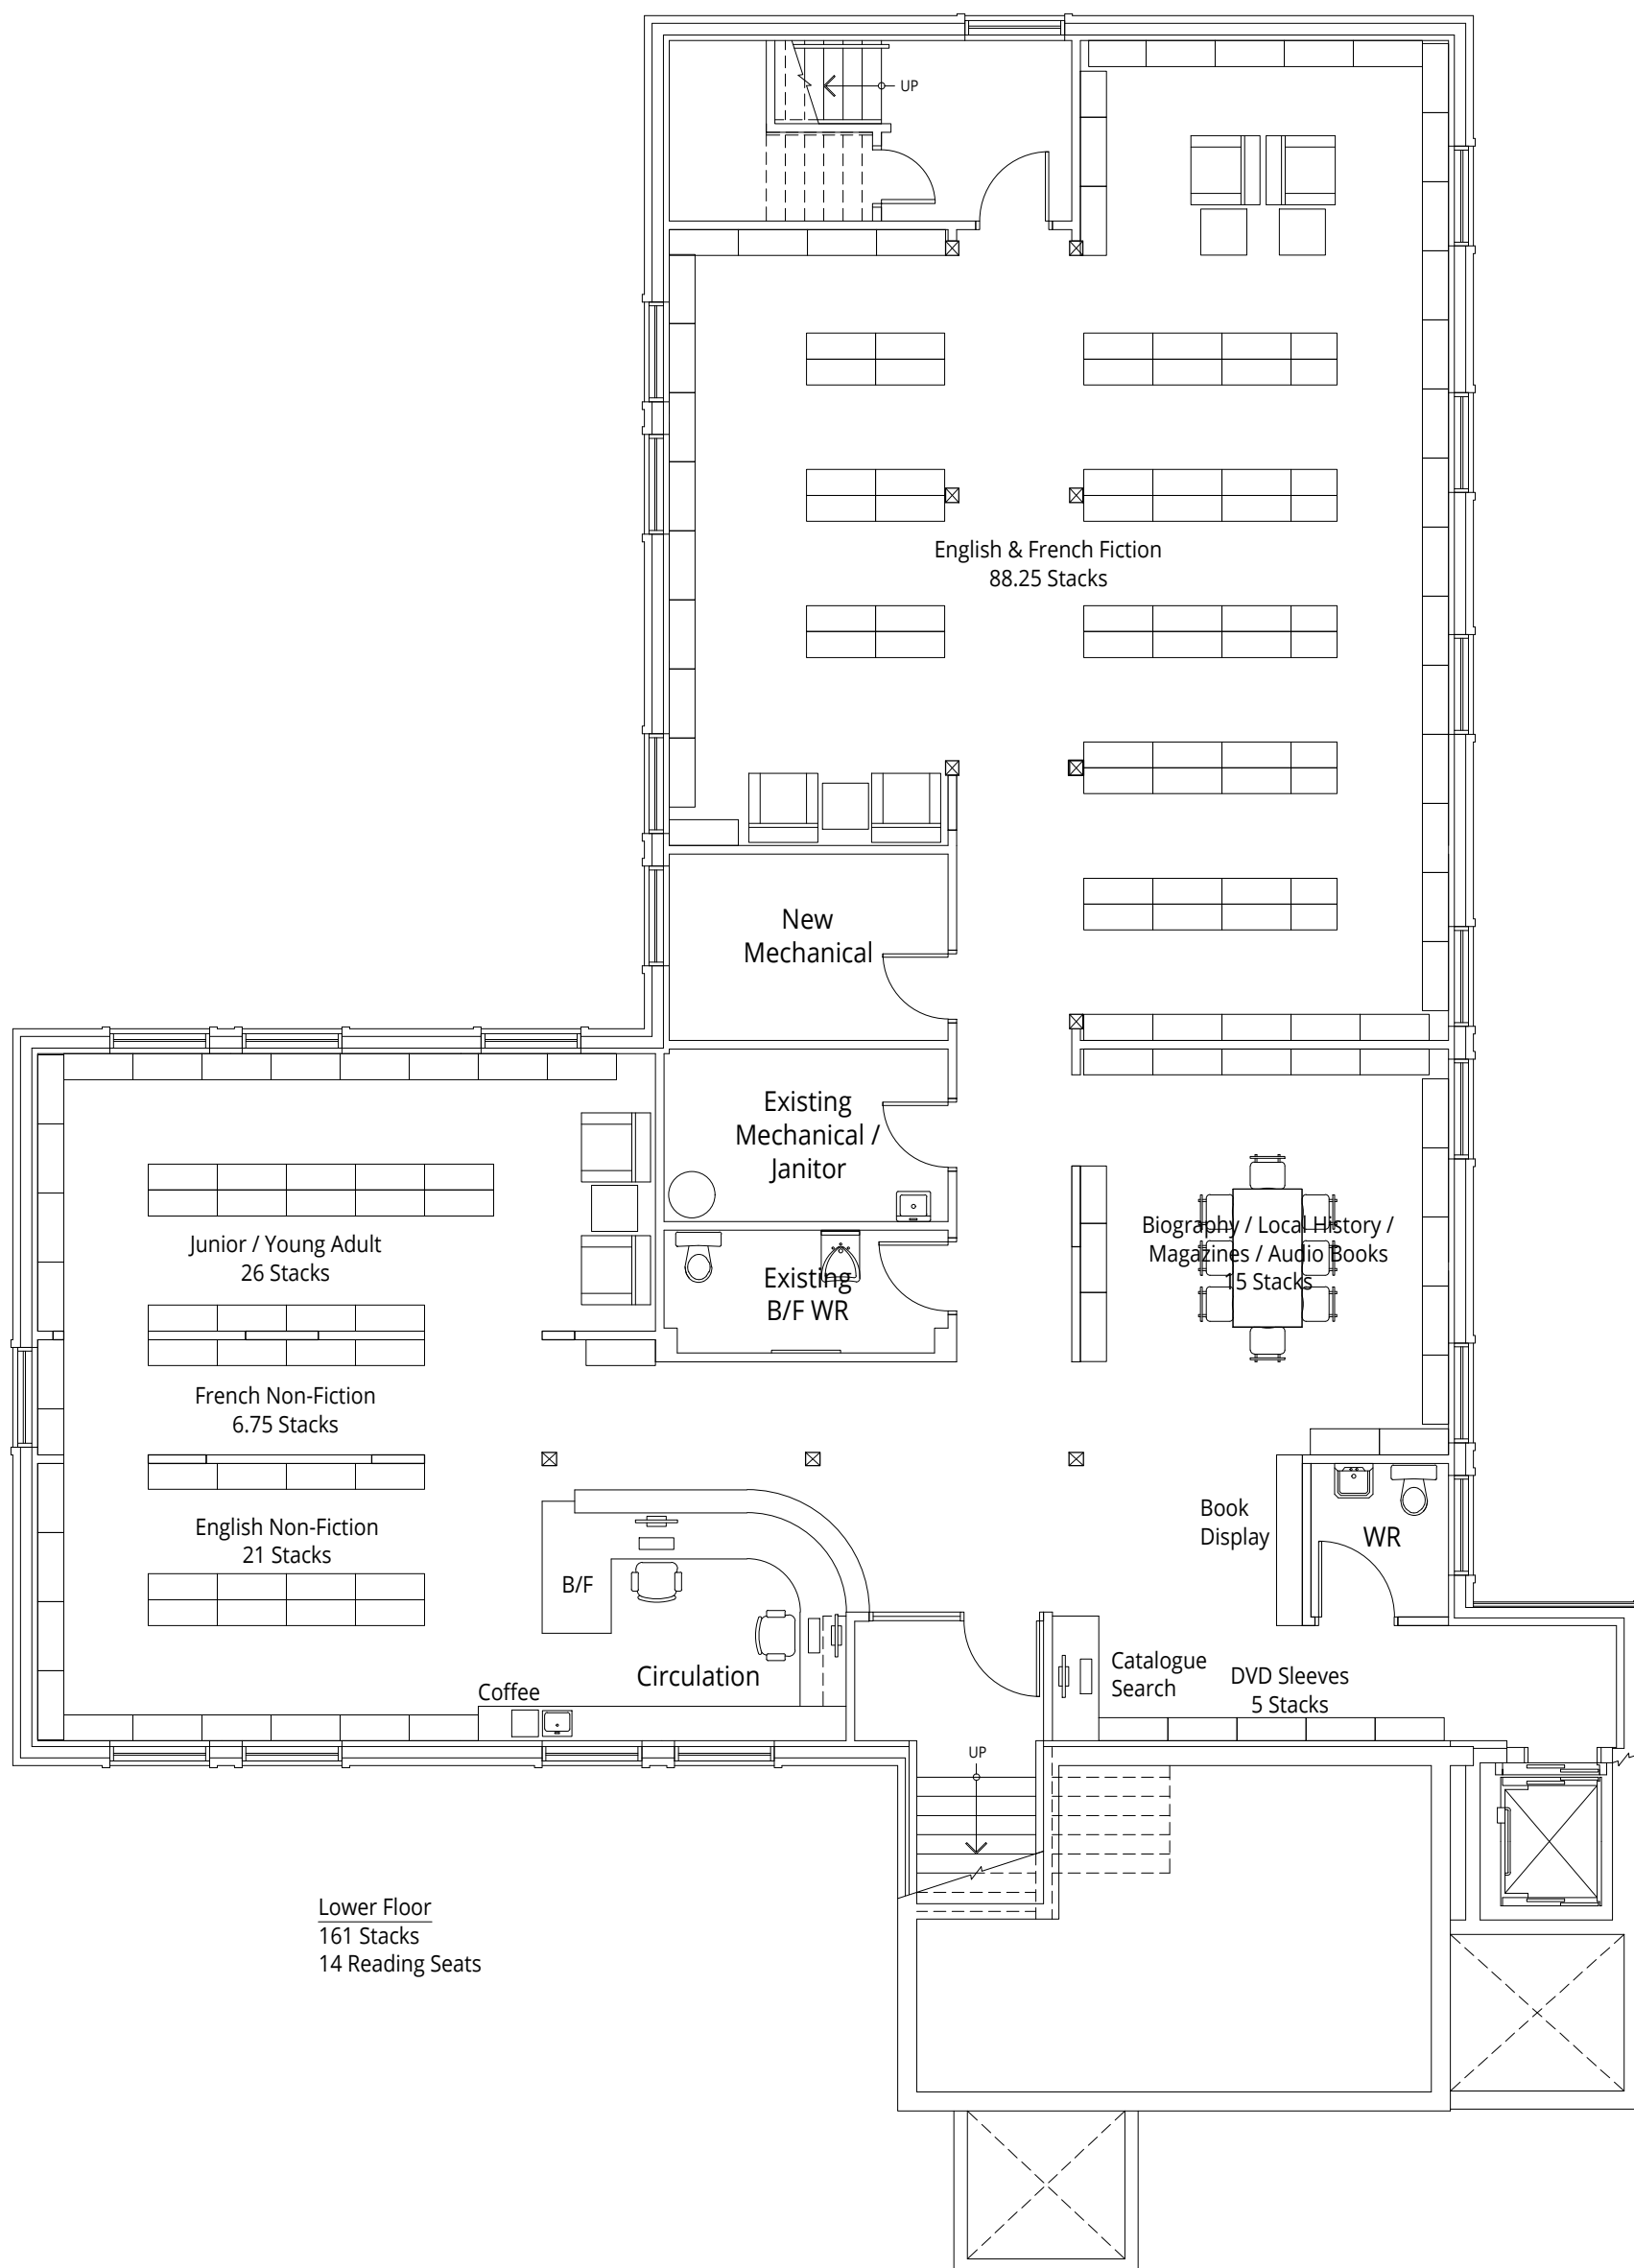 UP
English & French Fiction
88.25 Stacks
New
Mechanical
Existing
Mechanical /
Janitor
Existing
B/F WR
Biography / Local History /
Magazines / Audio Books
15 Stacks
Junior / Young Adult
26 Stacks
French Non-Fiction
6.75 Stacks
English Non-Fiction
21 Stacks
B/F
Circulation
Coffee
Book
Display
WR
Catalogue
Search
DVD Sleeves
5 Stacks
UP
Lower Floor
161 Stacks
14 Reading Seats